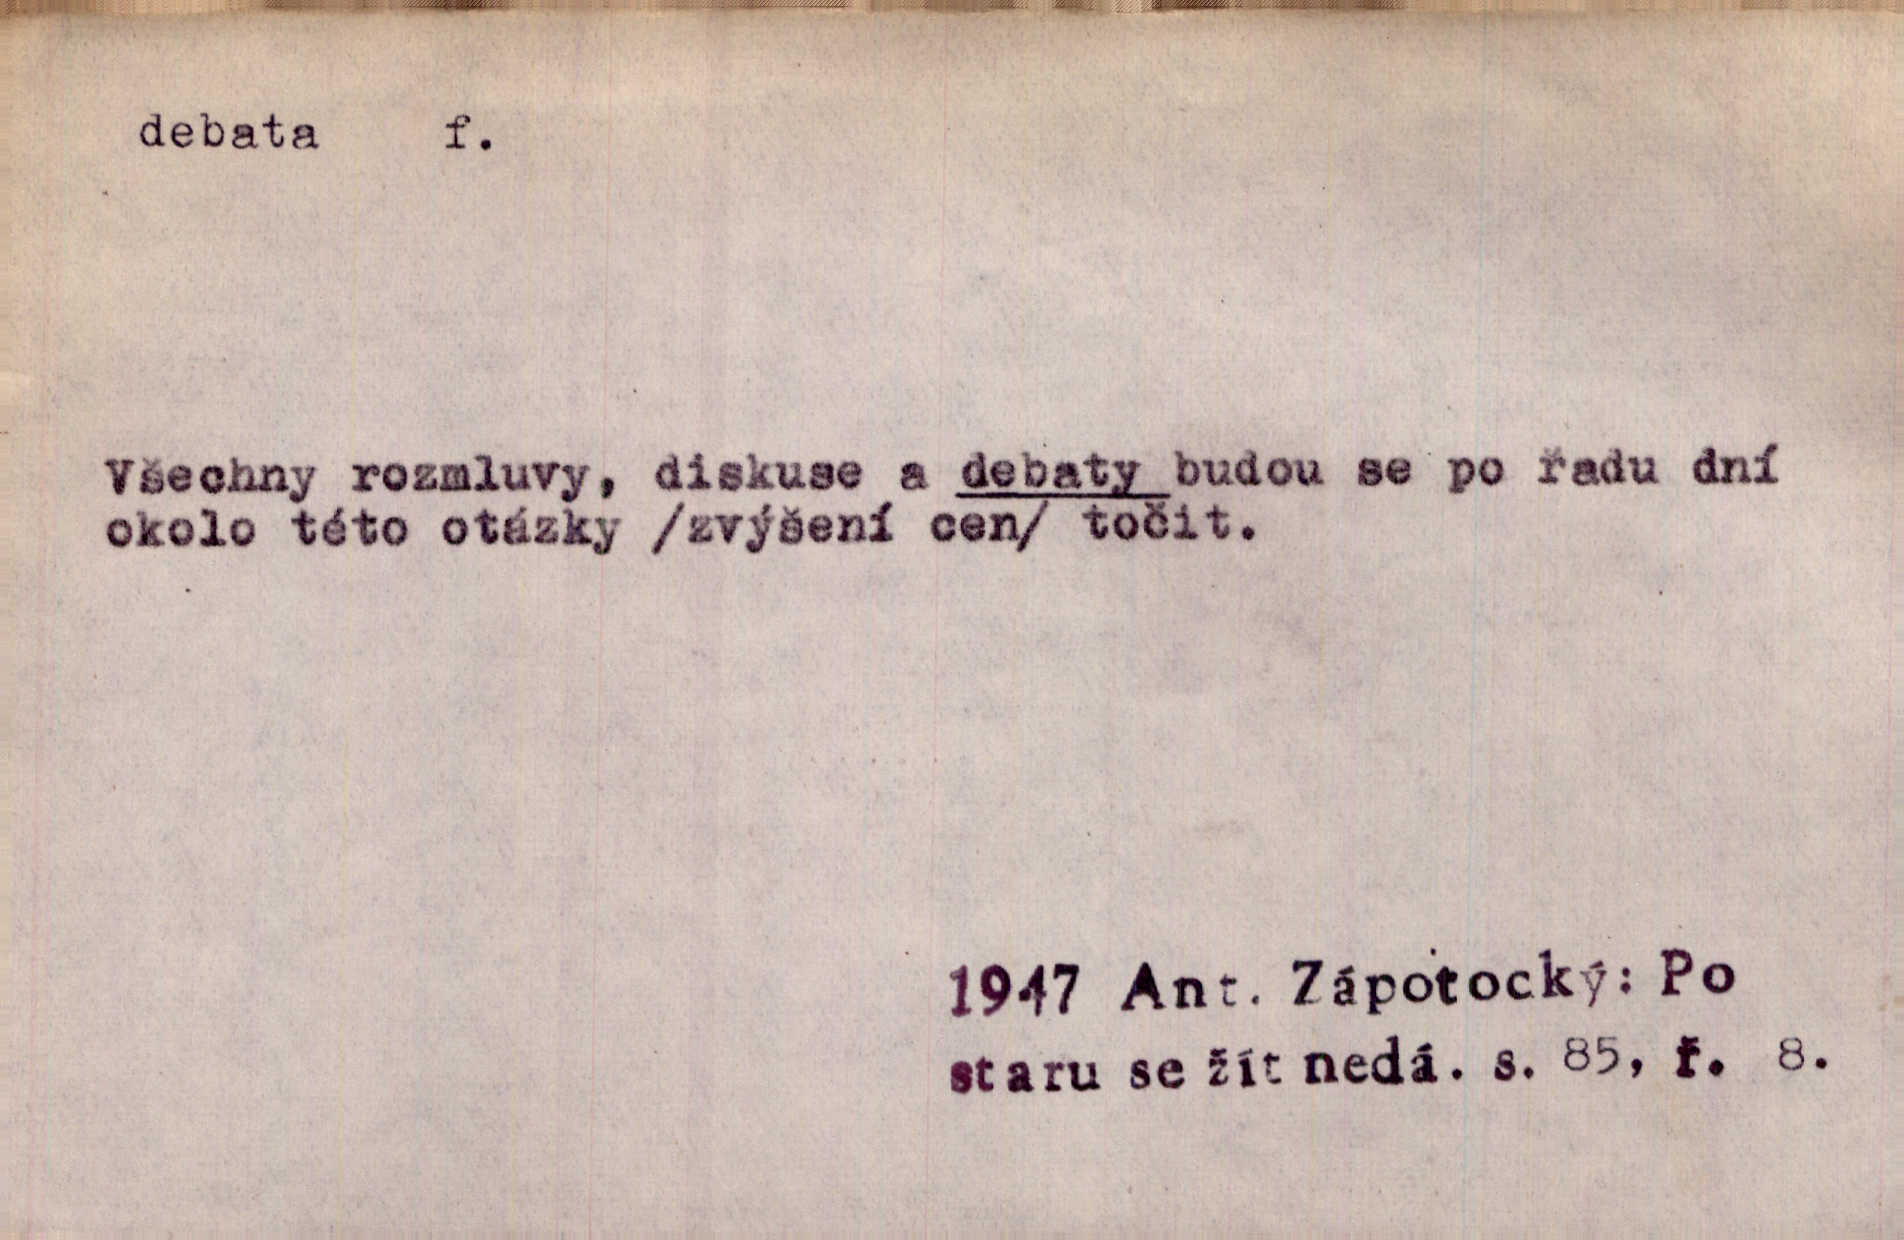 debata f.
Všechny rozmluvy, diskuse a debaty budou se po řadu dní
okolo této otázky /zvýšení cen/ točit.
1947 Ant. Zápotocký: Po
staru se žít nedá. s. 85, ř. 8.